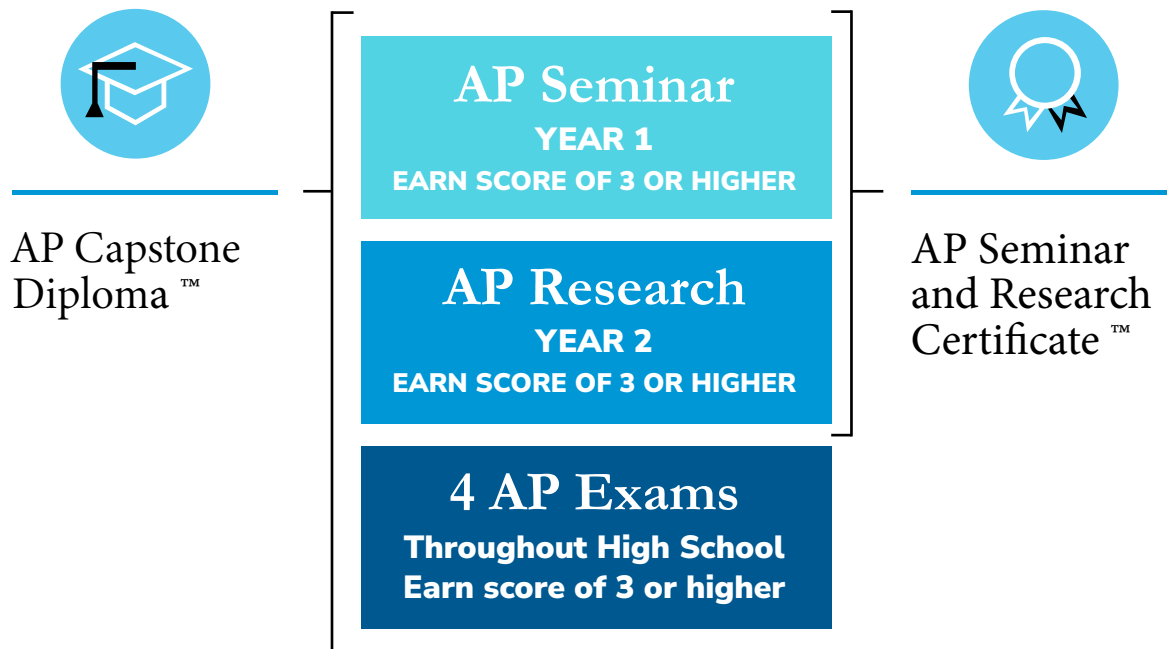 AP Capstone
Diploma ™
AP Seminar
YEAR 1
EARN SCORE OF 3 OR HIGHER
AP Research
YEAR 2
EARN SCORE OF 3 OR HIGHER
4 AP Exams
Throughout High School
Earn score of 3 or higher
AP Seminar
and Research
Certificate ™